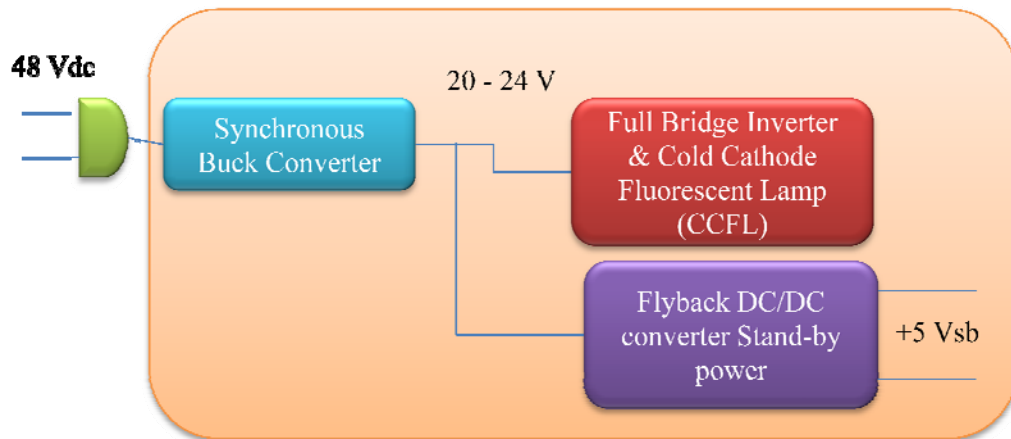 48 Vdc
20 - 24 V
Synchronous
Buck Converter
Full Bridge Inverter
& Cold Cathode
Fluorescent Lamp
(CCFL)
Flyback DC/DC
converter Stand-by
power
+5 Vsb